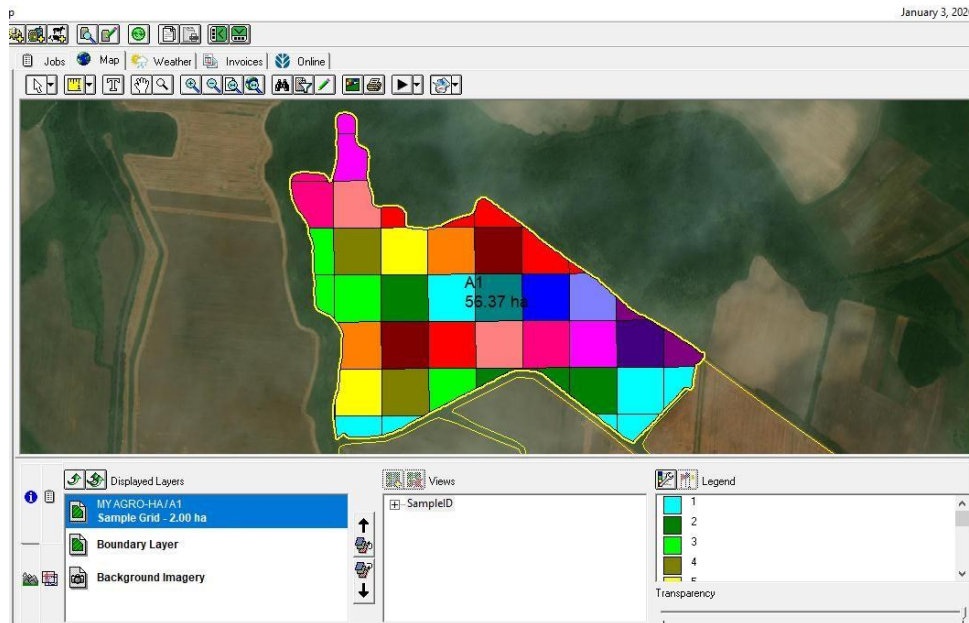 p
January 3, 202
Jobs Map Weather Invoices Online
A1
56.37 ha
Displayed Layers
MY AGRO-HA/A1
Sample Grid - 2.00 ha
Boundary Layer
Background Imagery
Views
SampleID
Legend
1
2
3
4
Transparency